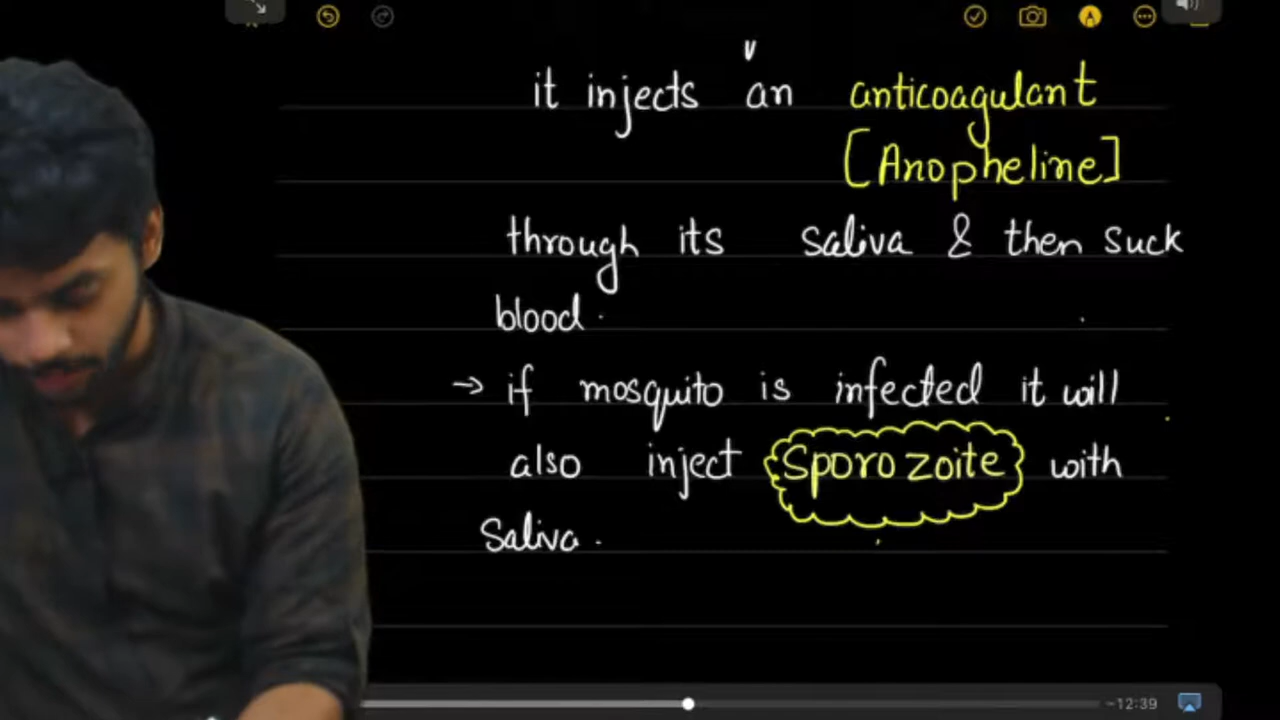 it injects an anticoagulant
[Anopheline]
through its saliva & then suck
blood.
→ if mosquito is infected it will
also inject Sporozoite with
Saliva.
-12:39